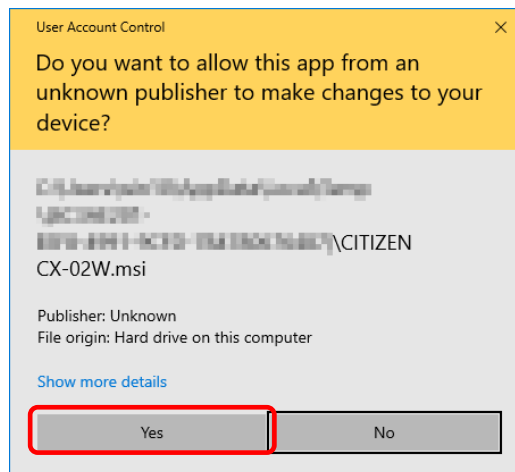 User Account Control
Do you want to allow this app from an
unknown publisher to make changes to your
device?
\CITIZEN
CX-02W.msi
Publisher: Unknown
File origin: Hard drive on this computer
Show more details
Yes
No